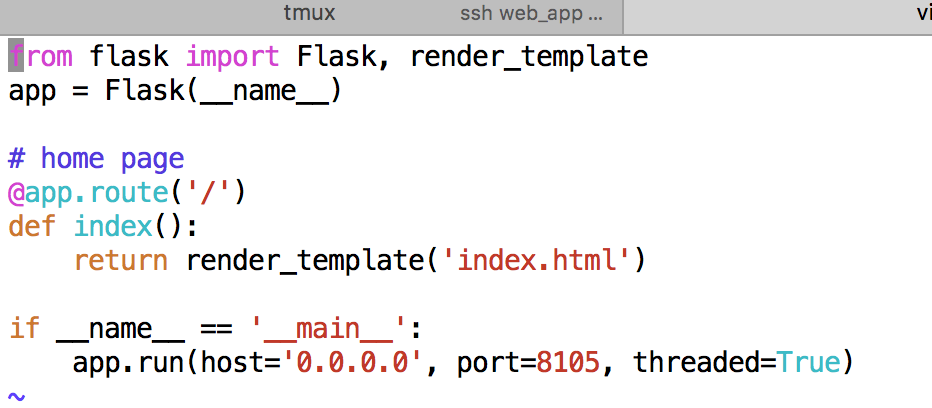 tmux ssh web_app ... vi
from flask import Flask, render_template
app = Flask(__name__)
# home page
@app.route('/')
def index():
    return render_template('index.html')
if __name__ == '__main__':
    app.run(host='0.0.0.0', port=8105, threaded=True)
~